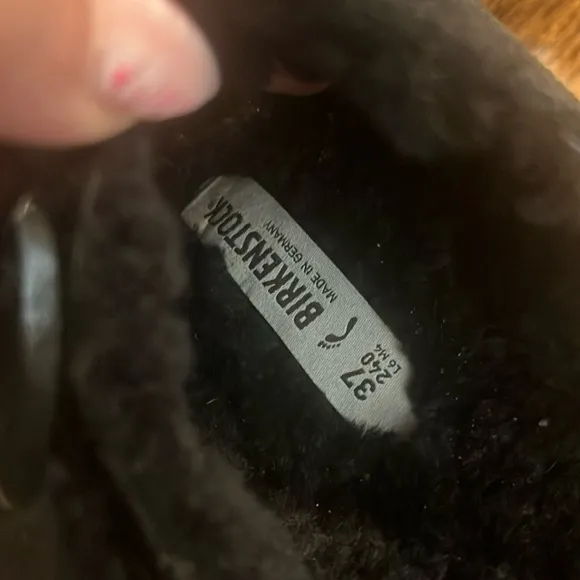 BIRKENSTOCK
MADE IN GERMANY
37
240
L6 M4